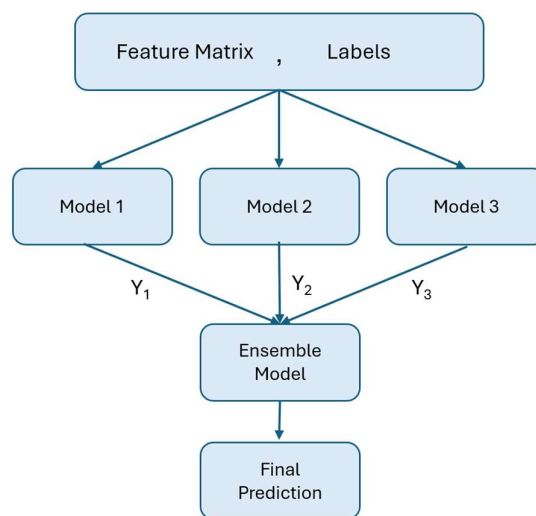 Feature Matrix , Labels
Model 1
Model 2
Model 3
Y₁
Y₂
Y₃
Ensemble
Model
Final
Prediction